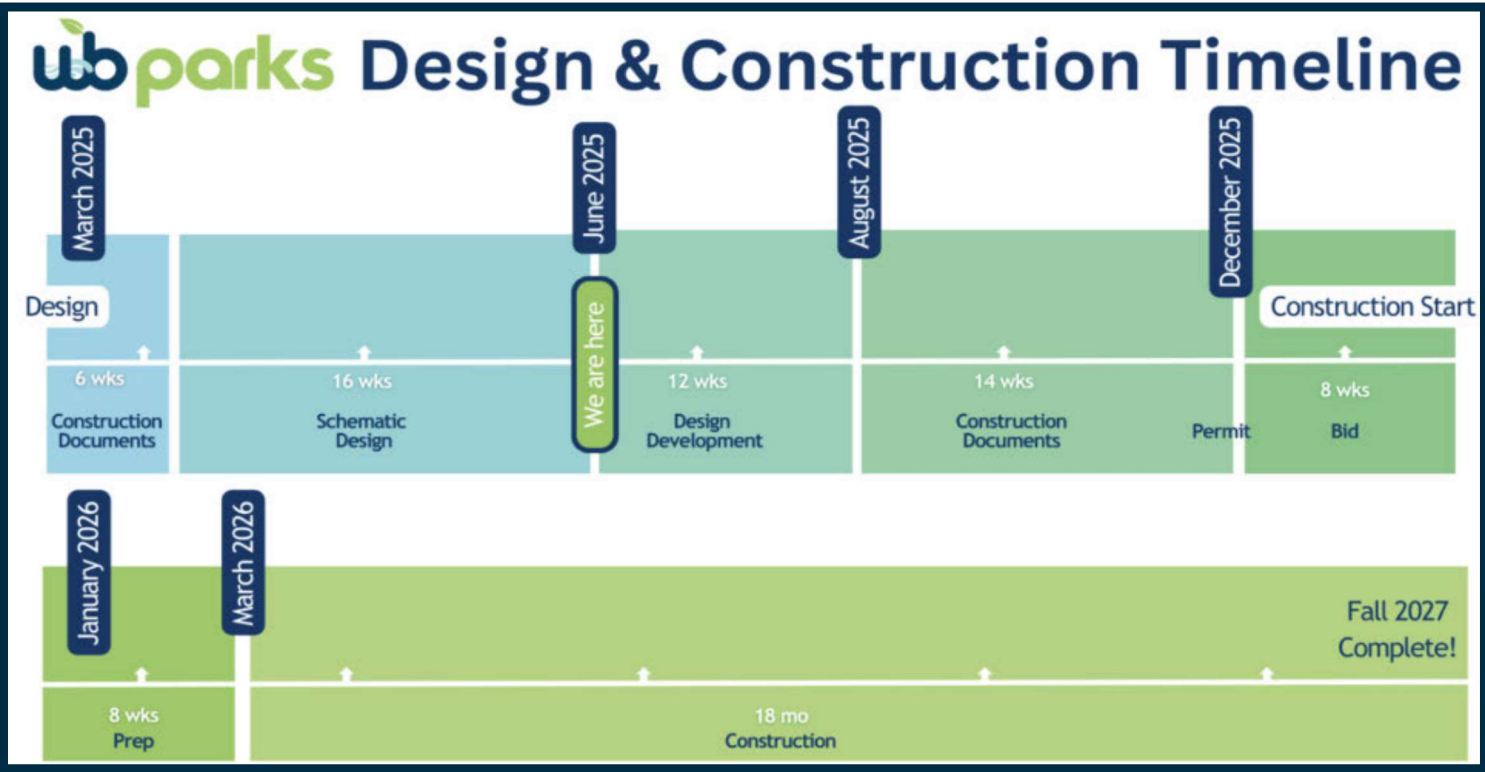 wb parks Design & Construction Timeline
March 2025
June 2025
August 2025
December 2025
Design
We are here
Construction Start
6 wks
Construction
Documents
16 wks
Schematic
Design
12 wks
Design
Development
14 wks
Construction
Documents
Permit
8 wks
Bid
January 2026
March 2026
Fall 2027
Complete!
8 wks
Prep
18 mo
Construction